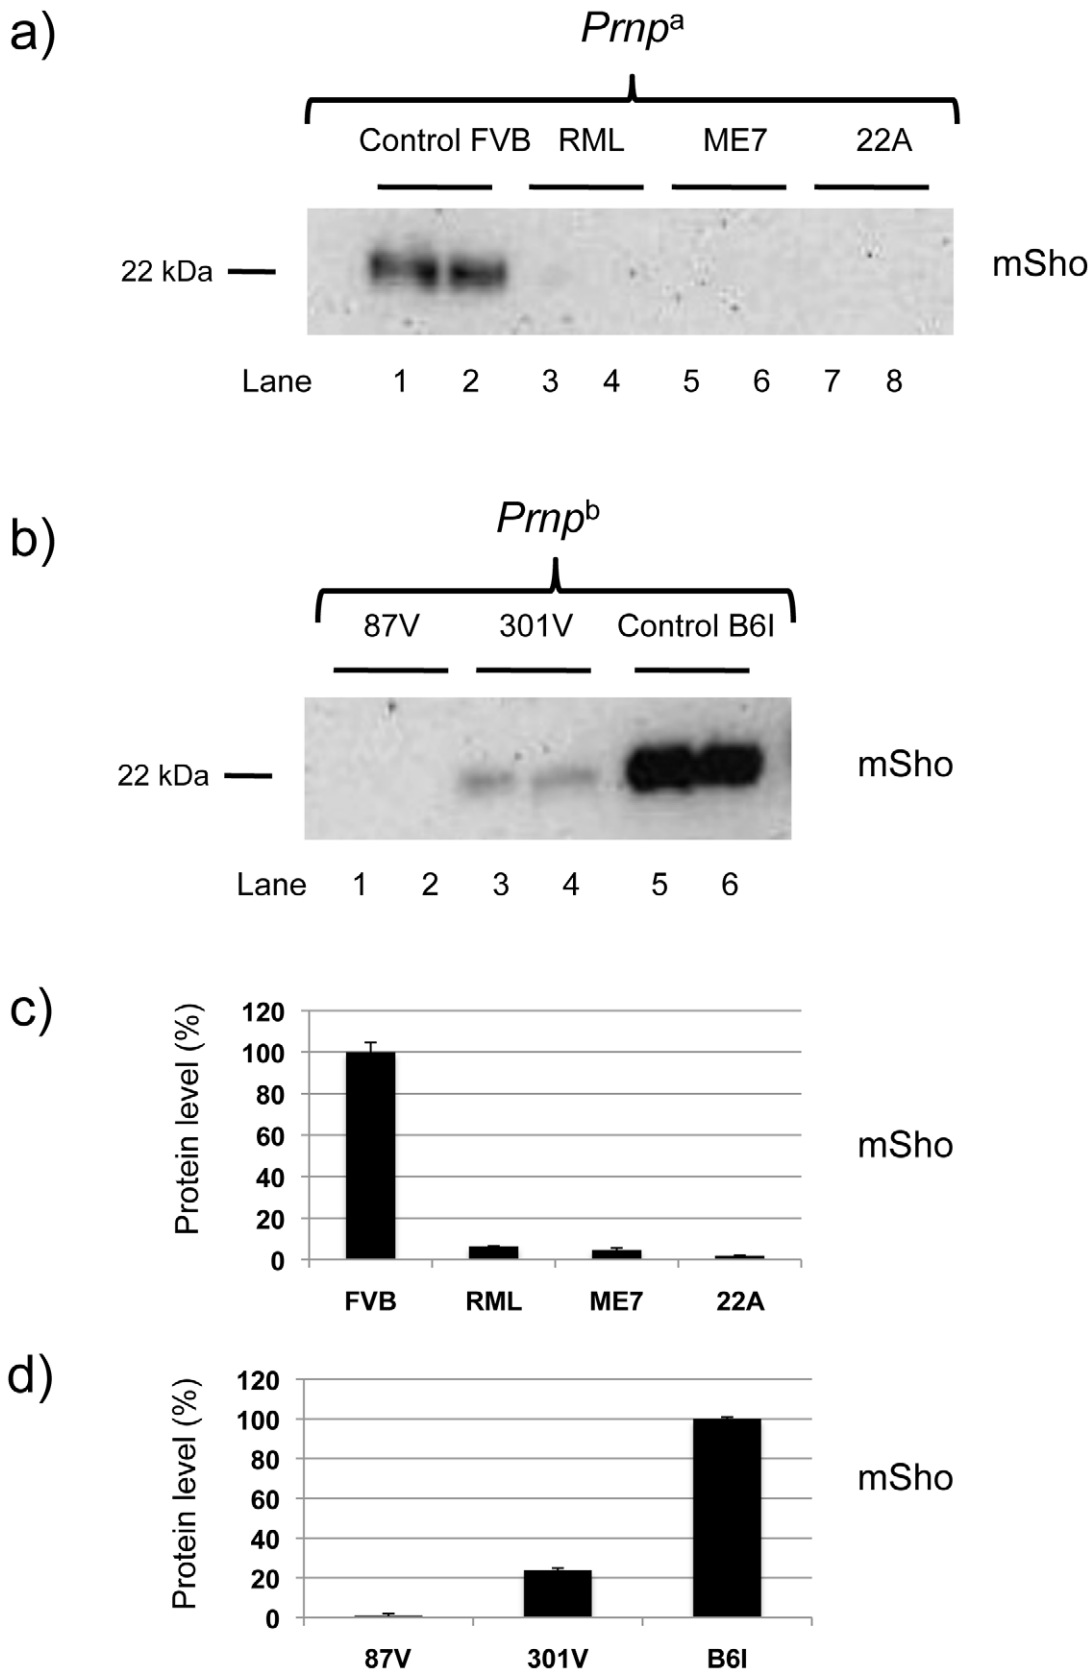 a)
Prnpᵃ
Control FVB RML ME7 22A
22 kDa
mSho
Lane 1 2 3 4 5 6 7 8
b)
Prnpᵇ
87V 301V Control B6I
22 kDa
mSho
Lane 1 2 3 4 5 6
c)
Protein level (%)
120
100
80
60
40
20
0
FVB RML ME7 22A
mSho
d)
Protein level (%)
120
100
80
60
40
20
0
87V 301V B6I
mSho